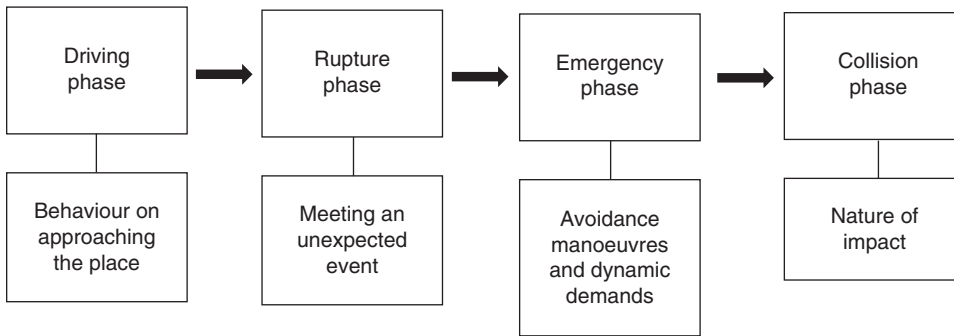 Driving
phase
Rupture
phase
Emergency
phase
Collision
phase
Behaviour on
approaching
the place
Meeting an
unexpected
event
Avoidance
manoeuvres
and dynamic
demands
Nature of
impact